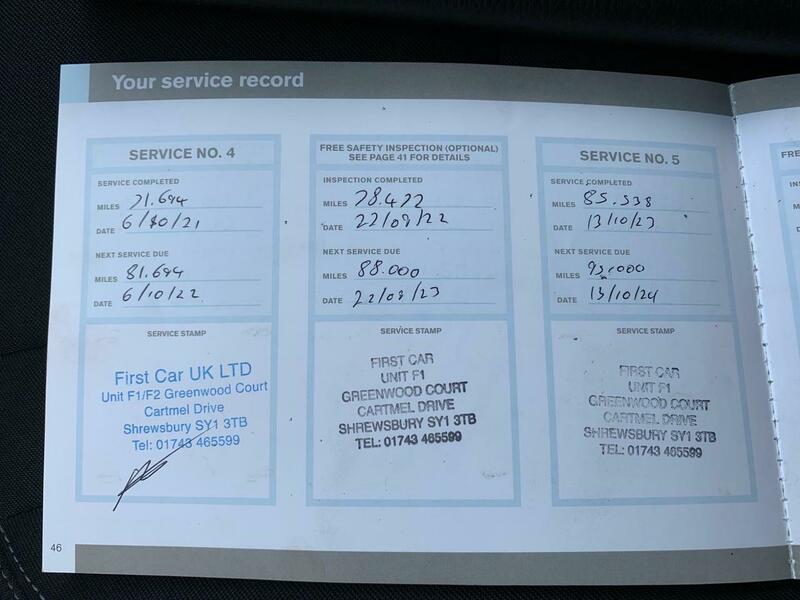 Your service record
SERVICE NO. 4
SERVICE COMPLETED
MILES 71.694
DATE 6/10/21
NEXT SERVICE DUE
MILES 81.694
DATE 6/10/22
SERVICE STAMP
First Car UK LTD
Unit F1/F2 Greenwood Court
Cartmel Drive
Shrewsbury SY1 3TB
Tel: 01743 465599
FREE SAFETY INSPECTION (OPTIONAL)
SEE PAGE 41 FOR DETAILS
INSPECTION COMPLETED
MILES 78.422
DATE 22/09/22
NEXT SERVICE DUE
MILES 88.000
DATE 22/09/23
SERVICE STAMP
FIRST CAR
UNIT F1
GREENWOOD COURT
CARTMEL DRIVE
SHREWSBURY SY1 3TB
TEL: 01743 465599
SERVICE NO. 5
SERVICE COMPLETED
MILES 85.538
DATE 13/10/23
NEXT SERVICE DUE
MILES
DATE 13/10/24
SERVICE STAMP
FIRST CAR
UNIT F1
GREENWOOD COURT
CARTMEL DRIVE
SHREWSBURY SY1 3TB
TEL: 01743 465599
46